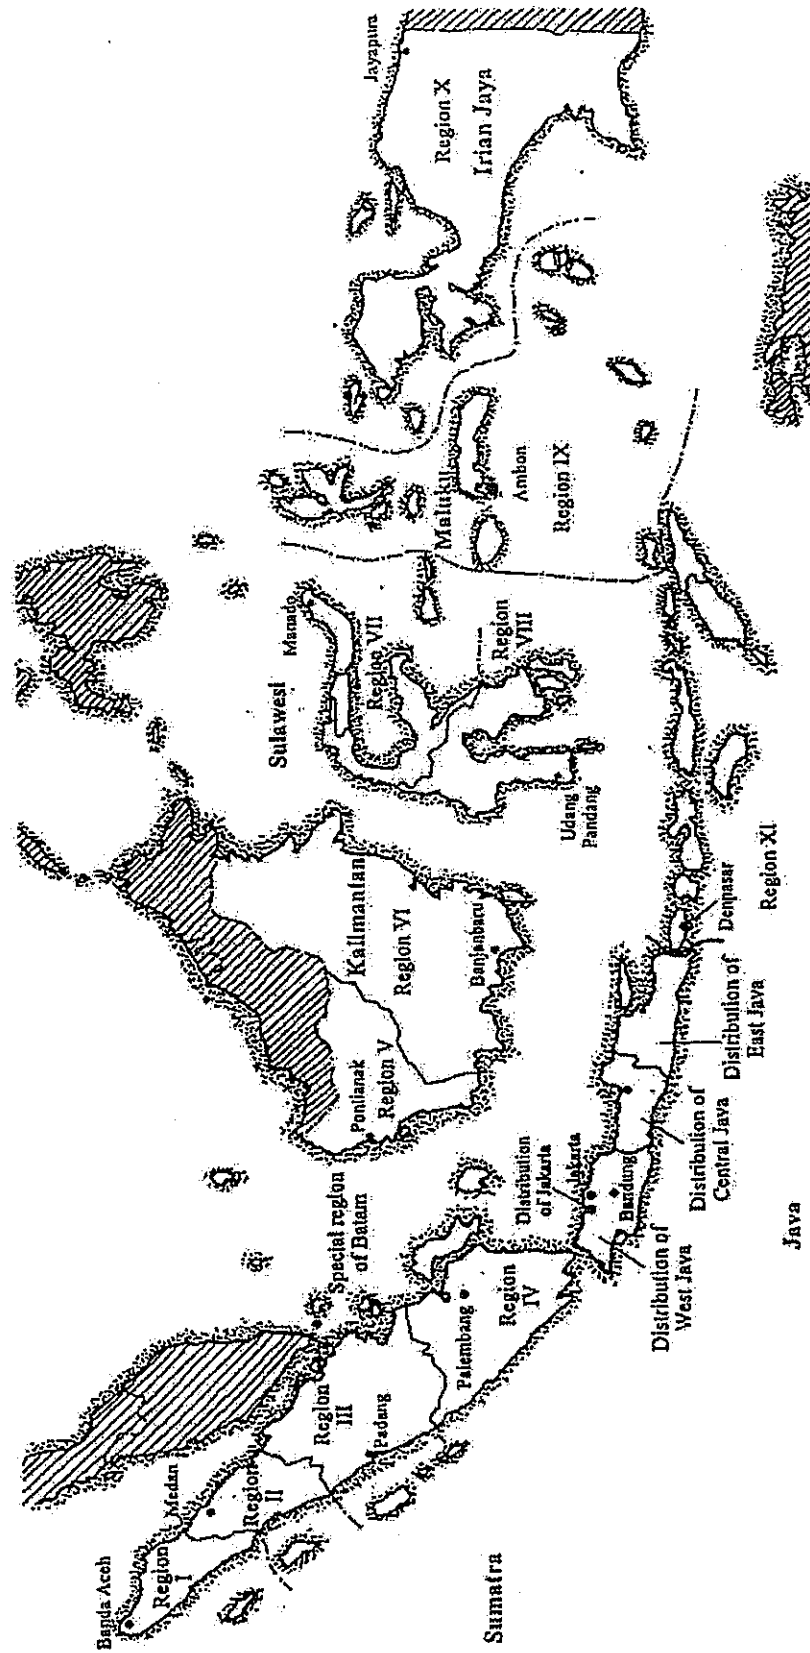 Banda Aceh
Region
I
Medan
Region
II
Region
III
Padang
Special region
of Batam
Palembang
Region
IV
Sumatra
Pontianak
Region V
Kalimantan
Region VI
Banjanbaru
Distribution
of Jakarta
Jakarta
Bandung
Distribution of
West Java
Distribution of
Central Java
Distribution of
East Java
Java
Denpasar
Region XI
Sulawesi
Manado
Region
VII
Region
VIII
Udang
Pandang
Maluku
Ambon
Region IX
Jayapura
Region X
Irian Jaya